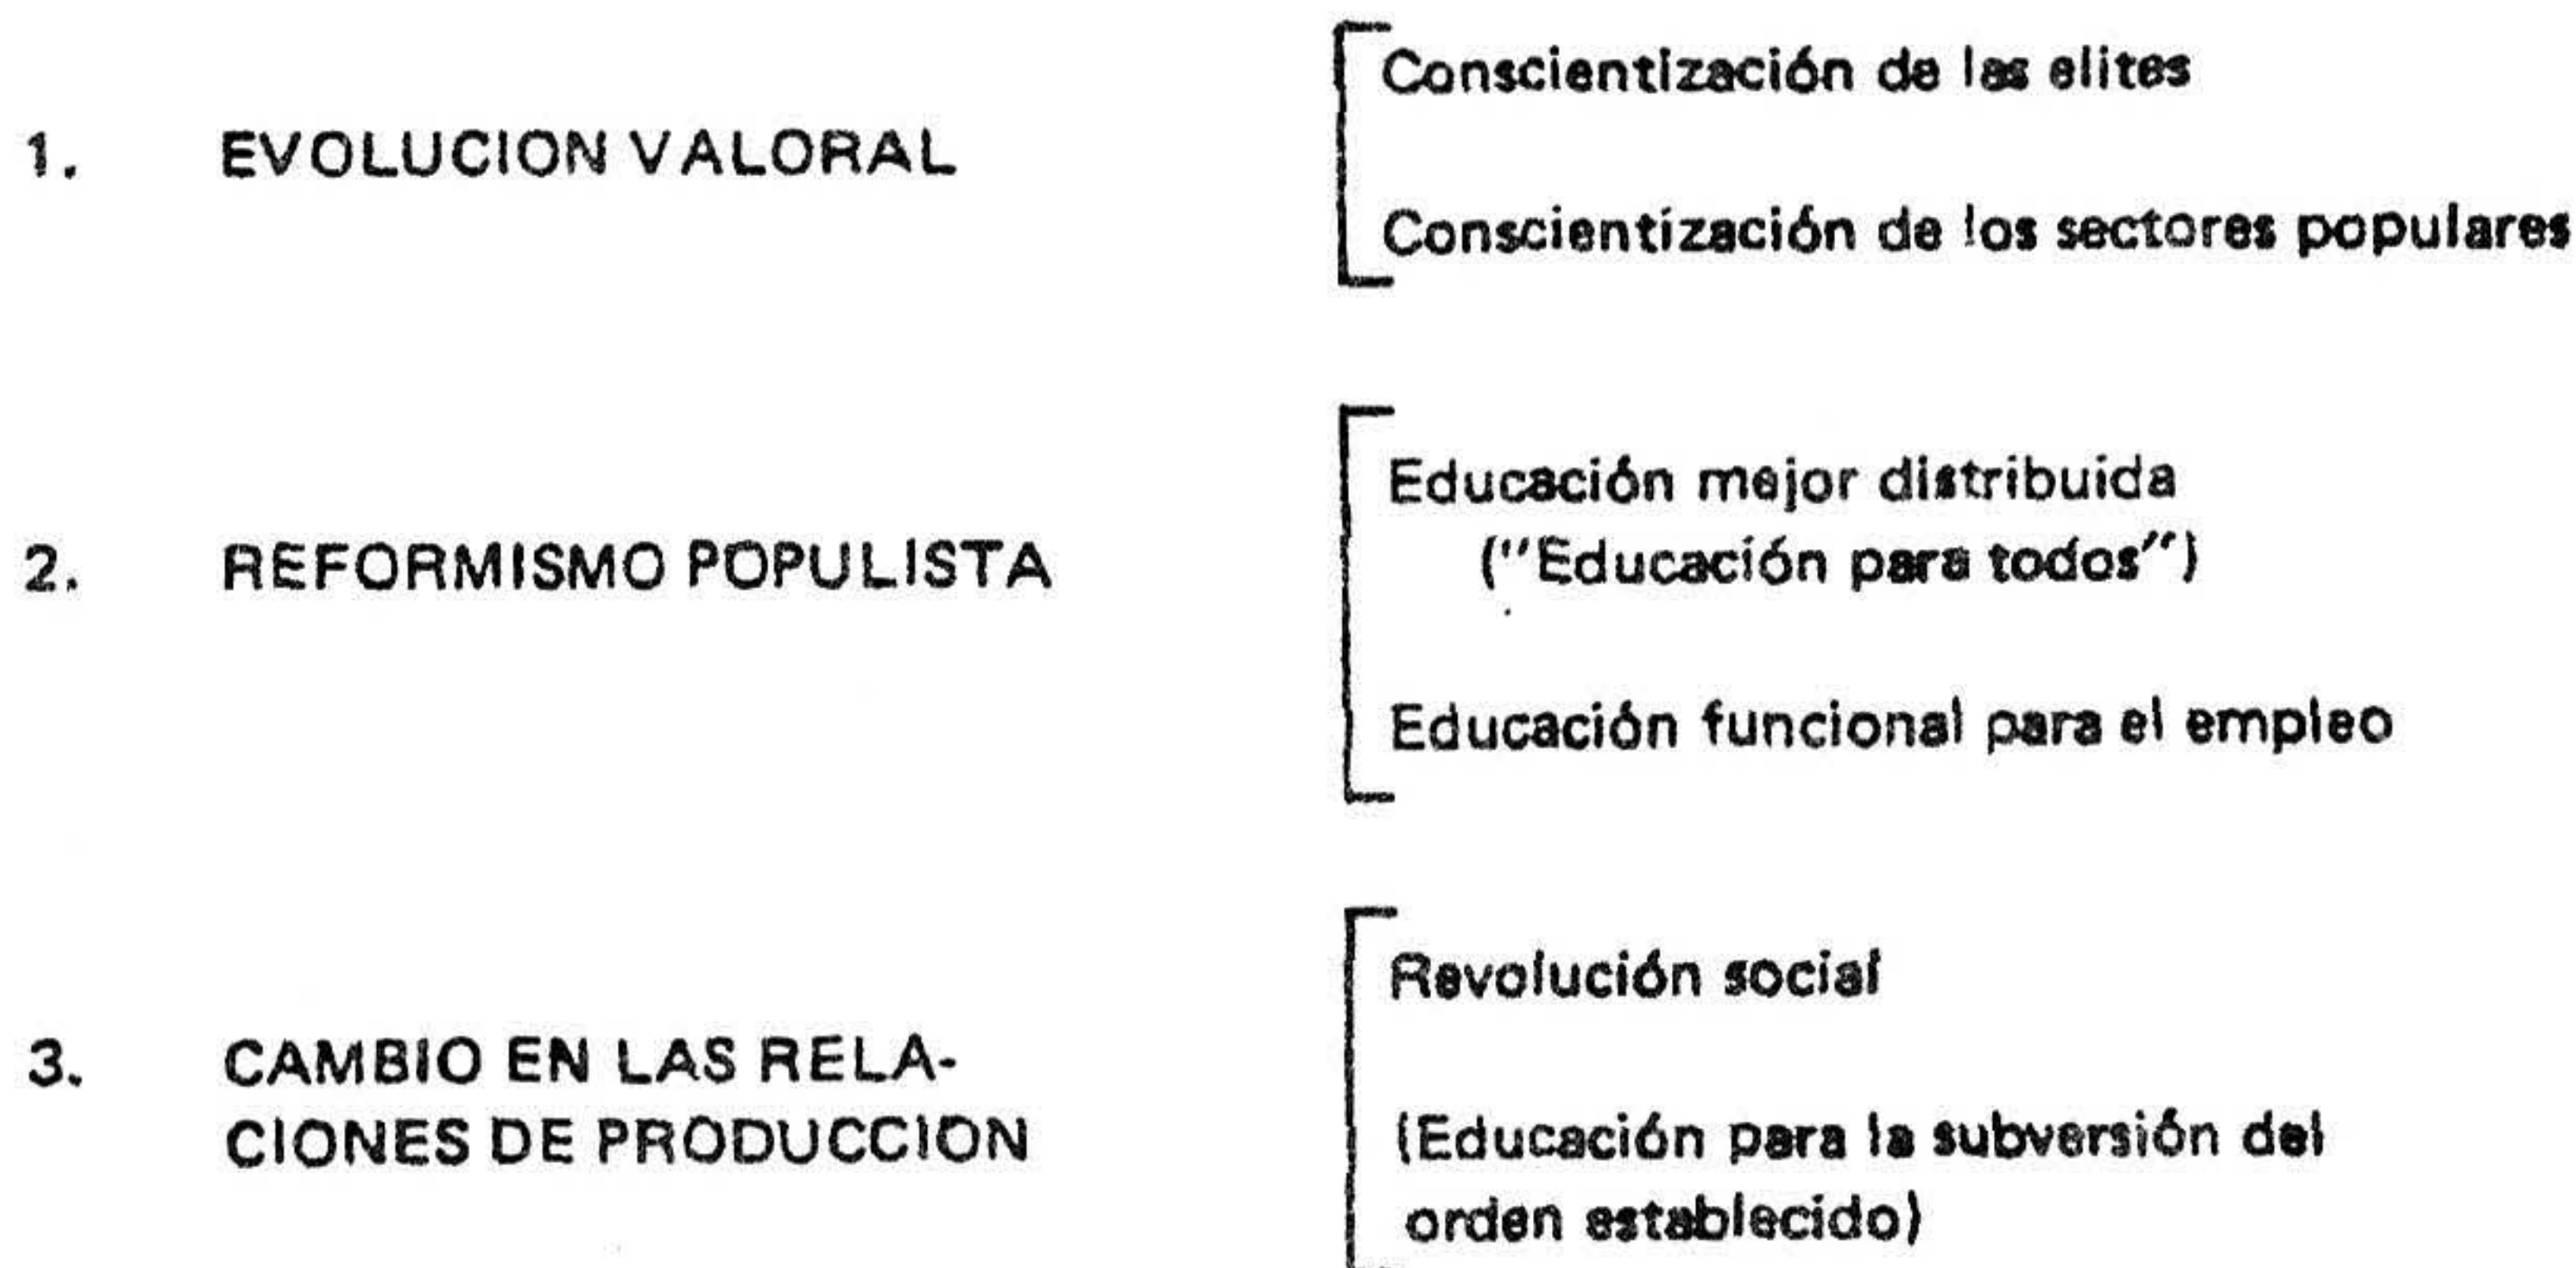 Conscientización de las elites
1. EVOLUCION VALORAL
Conscientización de los sectores populares
Educación mejor distribuida
("Educación para todos")
2. REFORMISMO POPULISTA
Educación funcional para el empleo
Revolución social
3. CAMBIO EN LAS RELA-
CIONES DE PRODUCCION
(Educación para la subversión del
orden establecido)